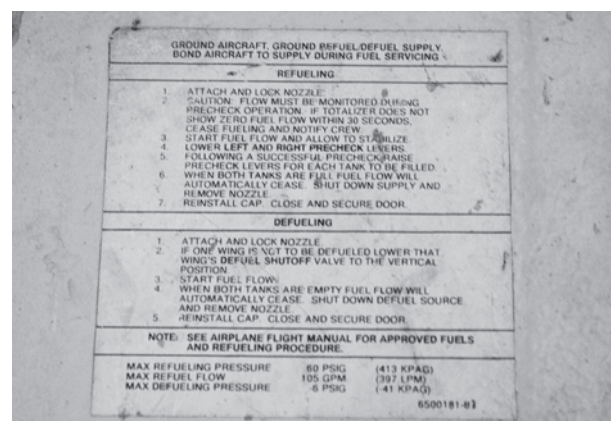 GROUND AIRCRAFT, GROUND REFUEL/DEFUEL SUPPLY.
BOND AIRCRAFT TO SUPPLY DURING FUEL SERVICING
REFUELING
1. ATTACH AND LOCK NOZZLE.
2. CAUTION: FLOW MUST BE MONITORED DURING
PRECHECK OPERATION. IF TOTALIZER DOES NOT
SHOW ZERO FUEL FLOW WITHIN 30 SECONDS,
CEASE FUELING AND NOTIFY CREW.
3. START FUEL FLOW AND ALLOW TO STABILIZE
4. LOWER LEFT AND RIGHT PRECHECK LEVERS.
5. FOLLOWING A SUCCESSFUL PRECHECK RAISE
PRECHECK LEVERS FOR EACH TANK TO BE FILLED.
6. WHEN BOTH TANKS ARE FULL FUEL FLOW WILL
AUTOMATICALLY CEASE. SHUT DOWN SUPPLY AND
REMOVE NOZZLE.
7. REINSTALL CAP. CLOSE AND SECURE DOOR.
DEFUELING
1. ATTACH AND LOCK NOZZLE
2. IF ONE WING IS NOT TO BE DEFUELED LOWER THAT
WING'S DEFUEL SHUTOFF VALVE TO THE VERTICAL
POSITION.
3. START FUEL FLOW.
4. WHEN BOTH TANKS ARE EMPTY FUEL FLOW WILL
AUTOMATICALLY CEASE. SHUT DOWN DEFUEL SOURCE
AND REMOVE NOZZLE.
5. REINSTALL CAP. CLOSE AND SECURE DOOR
NOTE: SEE AIRPLANE FLIGHT MANUAL FOR APPROVED FUELS
AND REFUELING PROCEDURE.
MAX REFUELING PRESSURE 60 PSIG (413 KPAG)
MAX REFUEL FLOW 105 GPM (397 LPM)
MAX DEFUELING PRESSURE -6 PSIG (-41 KPAG)
6500181-83